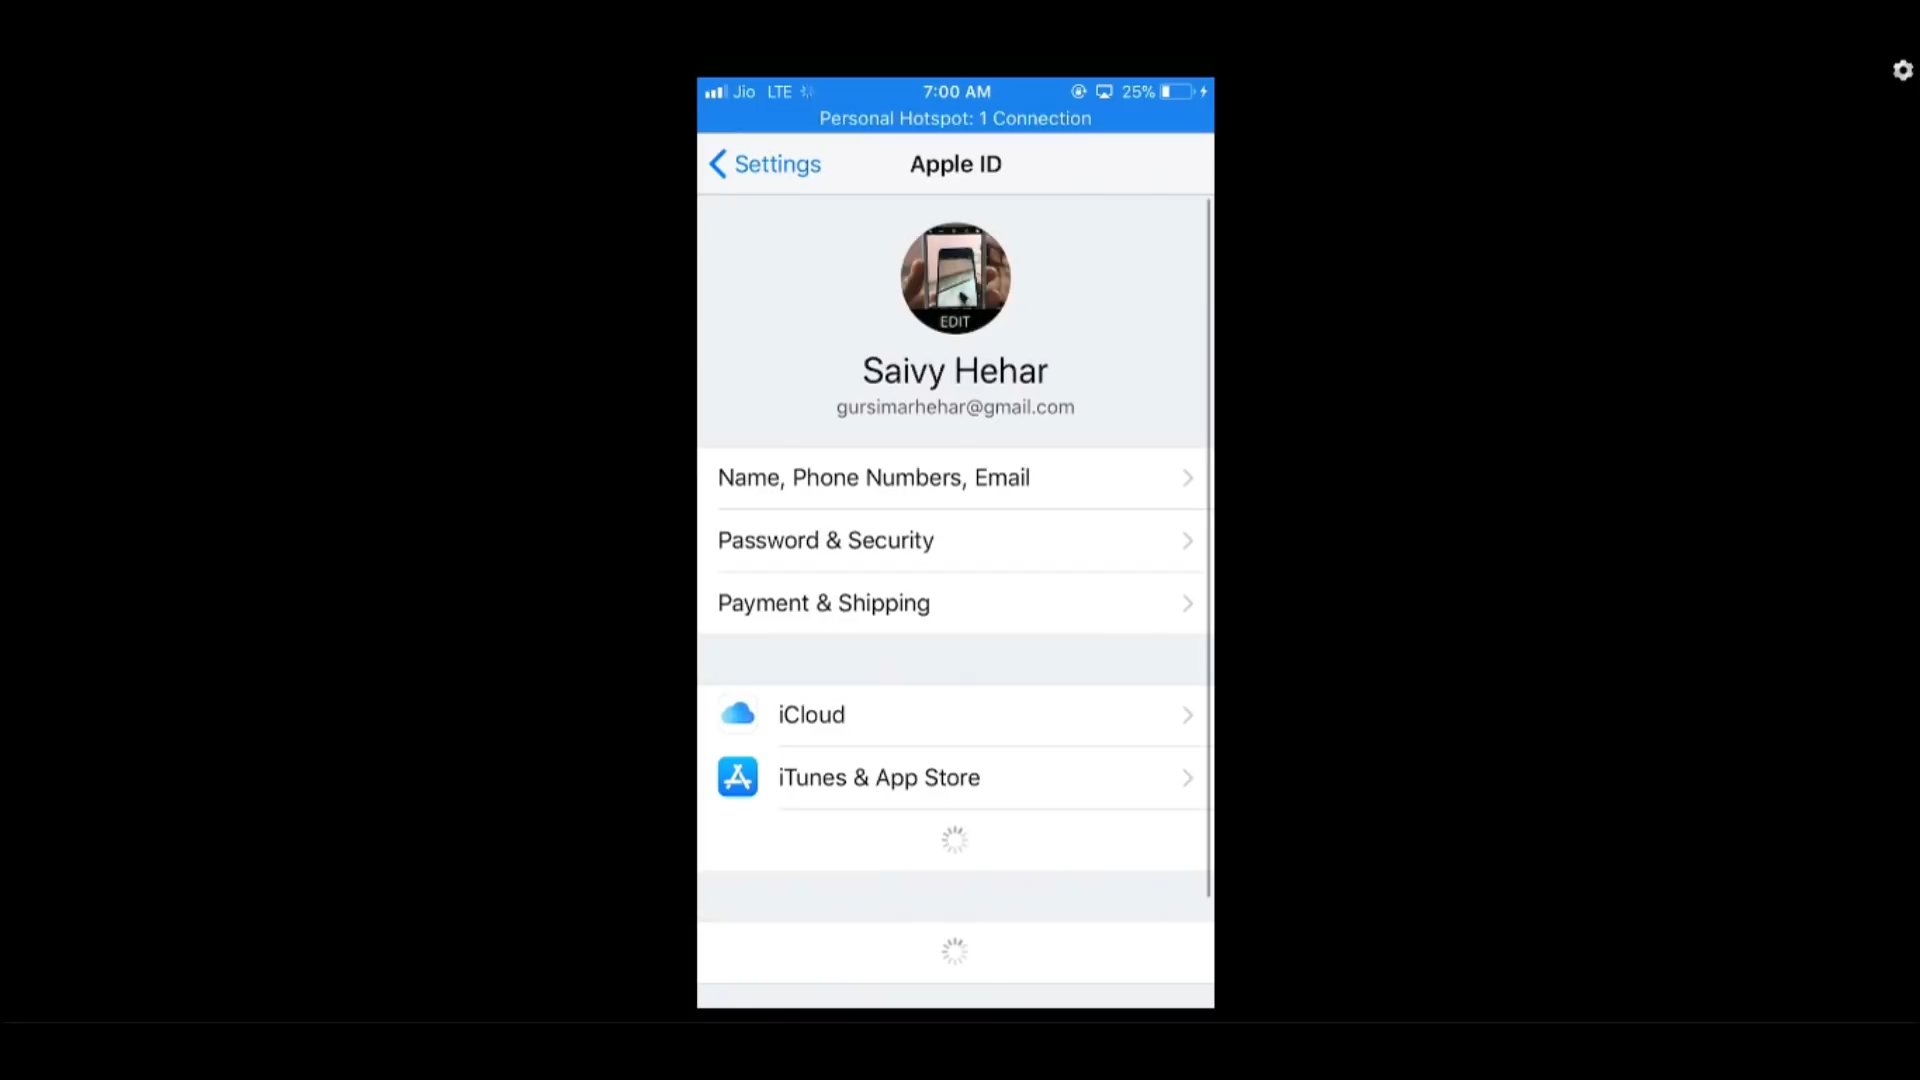 Jio LTE 7:00 AM 25%
Personal Hotspot: 1 Connection
Settings Apple ID
EDIT
Saivy Hehar
gursimarhehar@gmail.com
Name, Phone Numbers, Email
Password & Security
Payment & Shipping
iCloud
iTunes & App Store